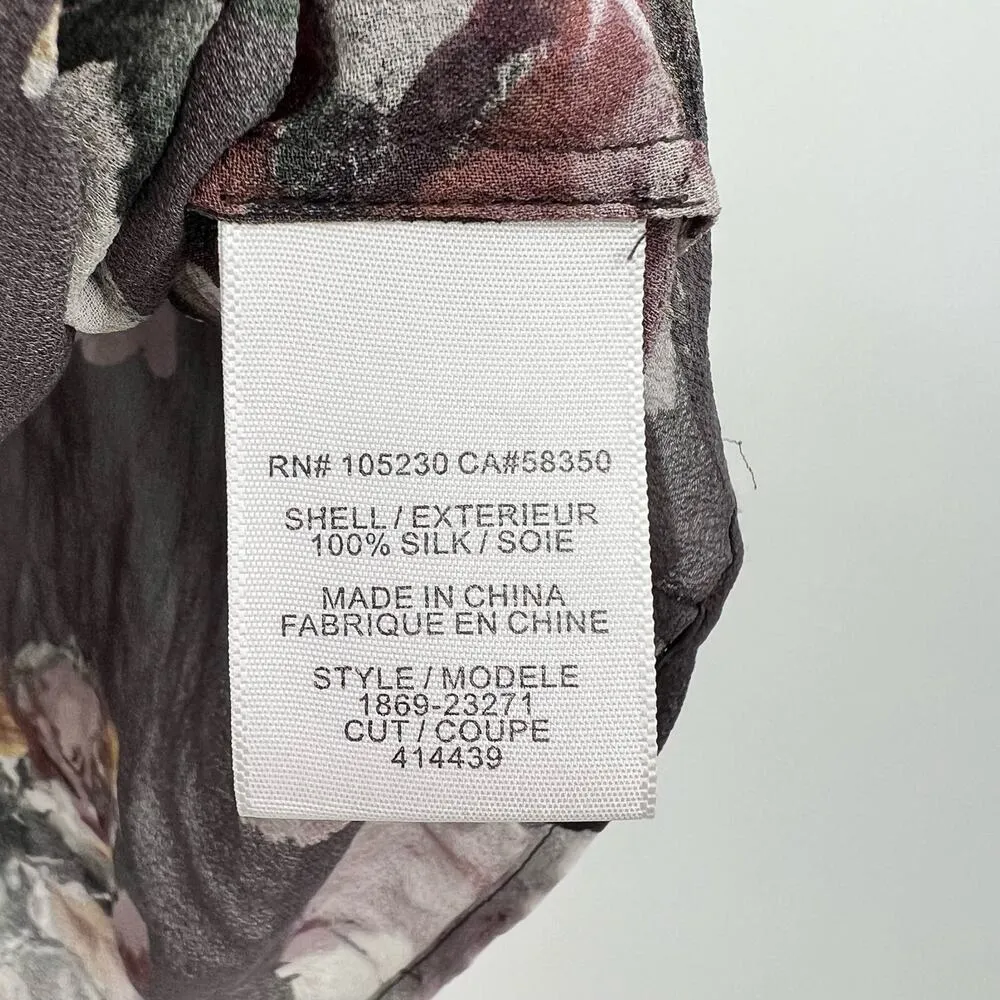 RN# 105230 CA#58350
SHELL / EXTERIEUR
100% SILK / SOIE
MADE IN CHINA
FABRIQUE EN CHINE
STYLE / MODELE
1869-23271
CUT / COUPE
414439